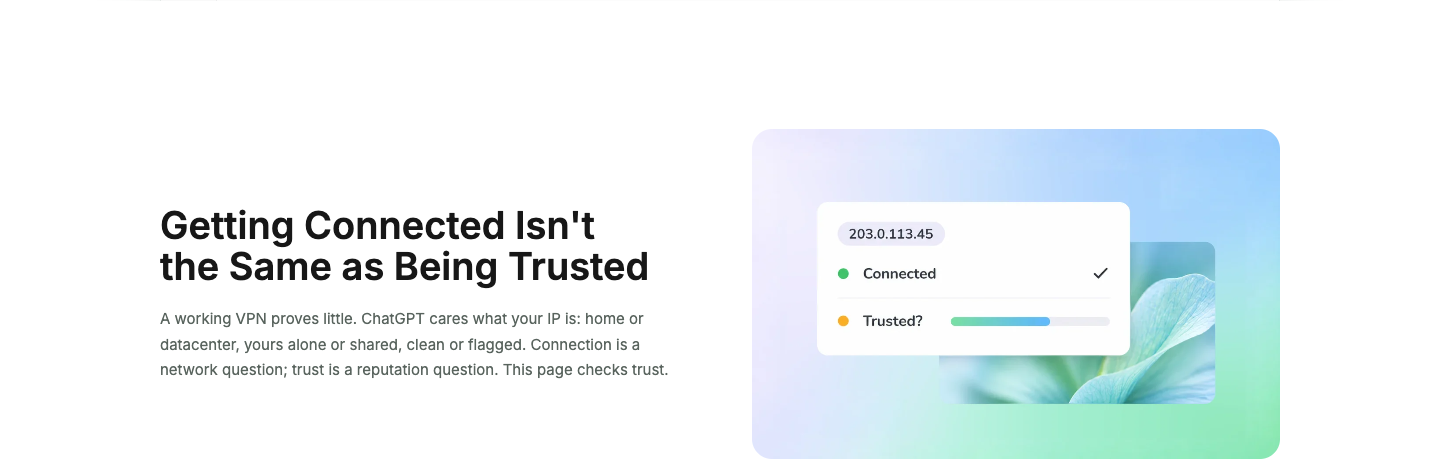 Getting Connected Isn't
the Same as Being Trusted
A working VPN proves little. ChatGPT cares what your IP is: home or
datacenter, yours alone or shared, clean or flagged. Connection is a
network question; trust is a reputation question. This page checks trust.
203.0.113.45
Connected
Trusted?